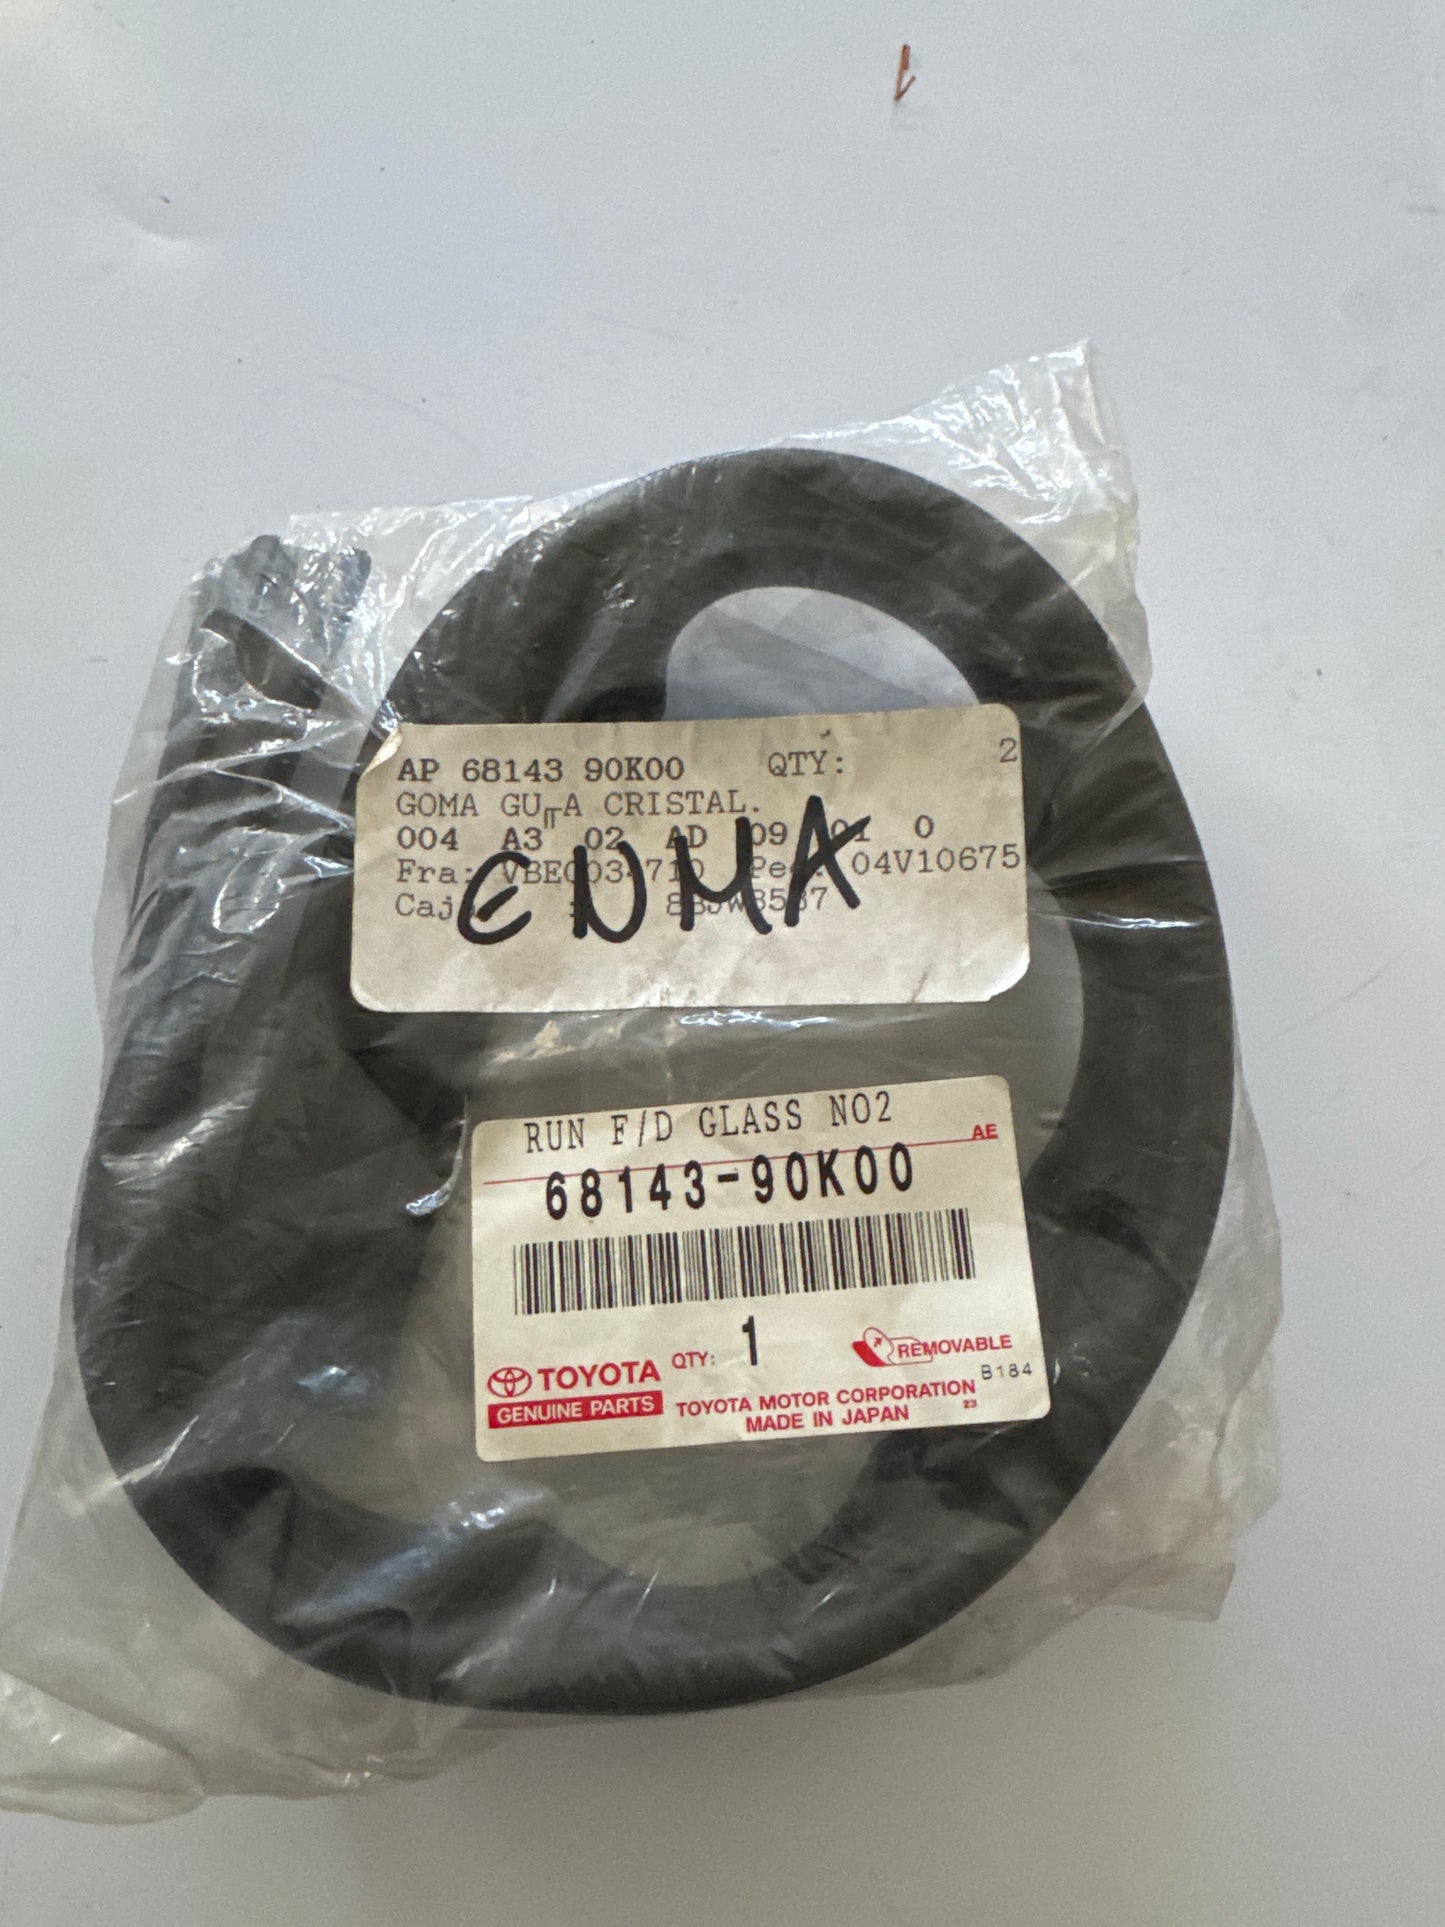 AP 68143 90K00 QTY: 2
GOMA GU╥A CRISTAL.
004 A3 02 AD 09 01 0
Fra: Ped: 04V10675
ENMA
RUN F/D GLASS NO2
AE
68143-90K00
QTY: 1
REMOVABLE
B184
TOYOTA
GENUINE PARTS
TOYOTA MOTOR CORPORATION 23
MADE IN JAPAN